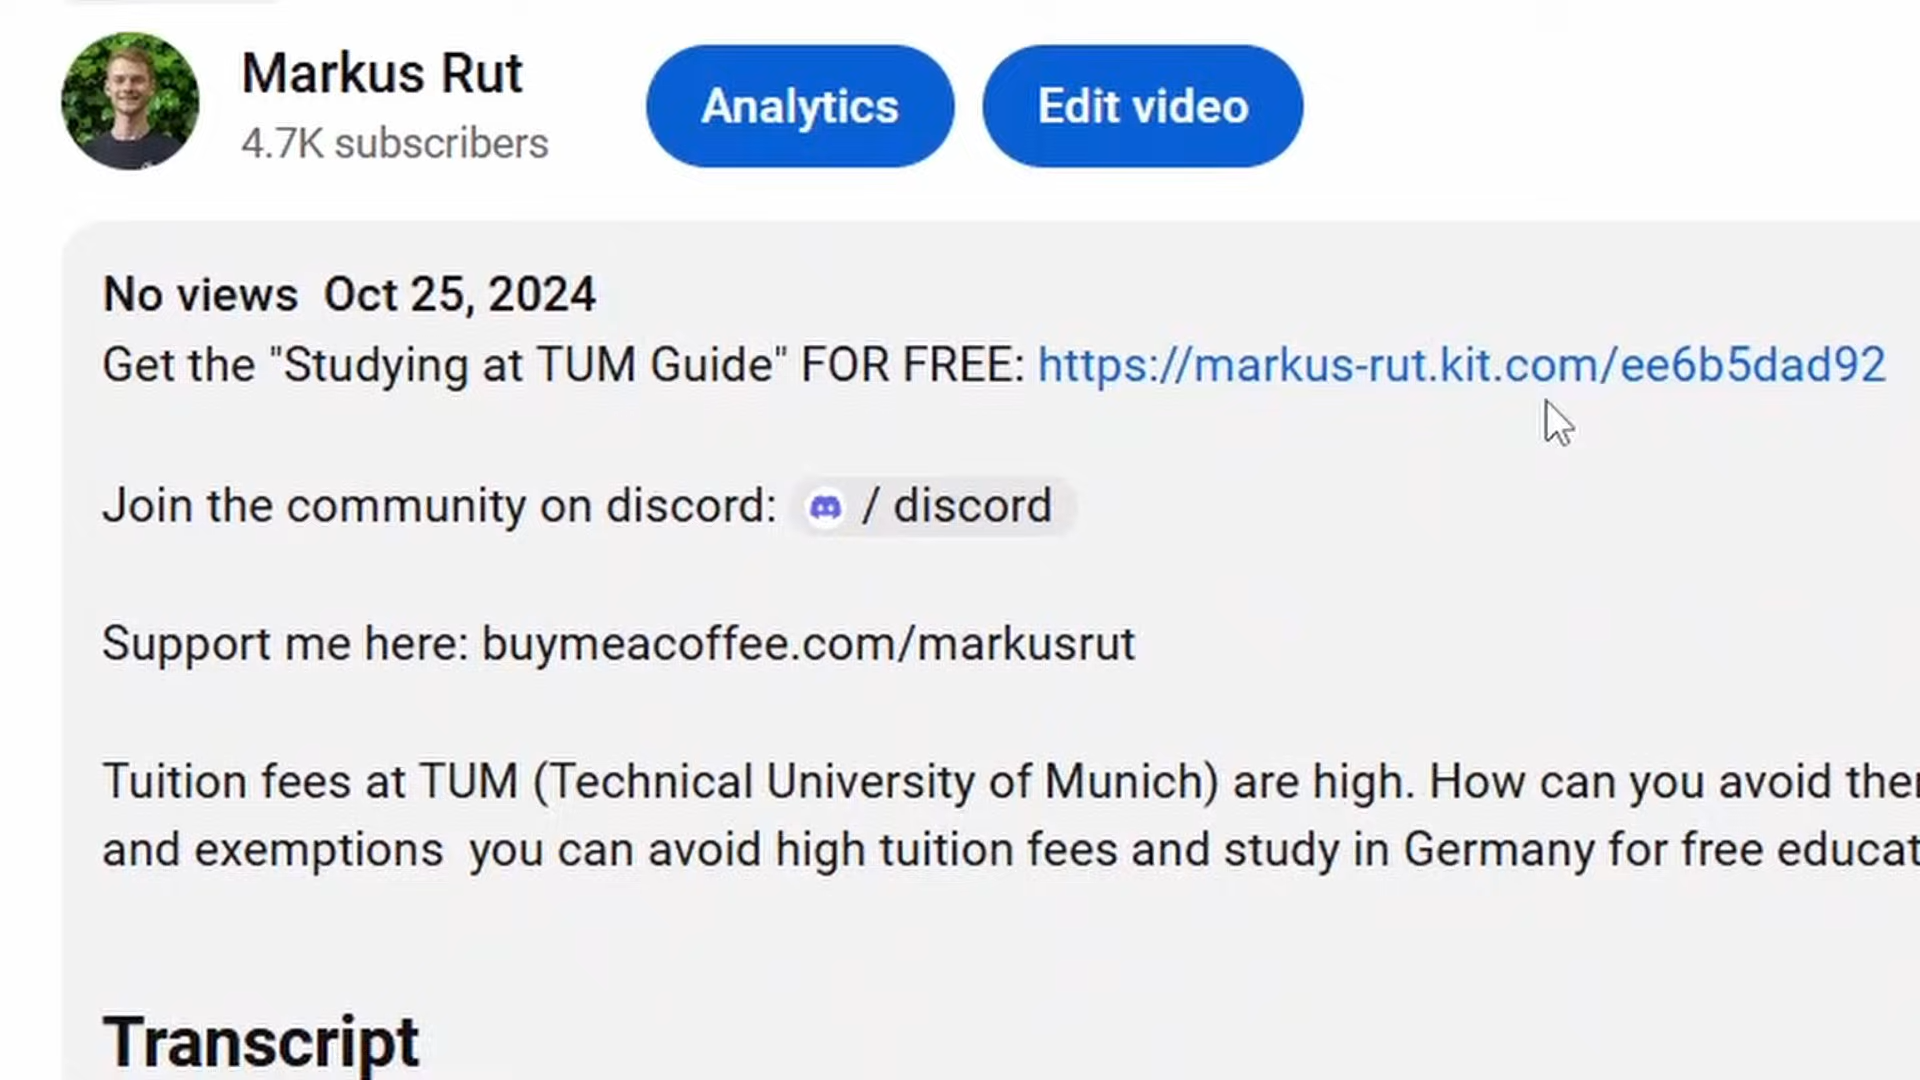 Markus Rut
4.7K subscribers
Analytics
Edit video
No views Oct 25, 2024
Get the "Studying at TUM Guide" FOR FREE: https://markus-rut.kit.com/ee6b5dad92
Join the community on discord: / discord
Support me here: buymeacoffee.com/markusrut
Tuition fees at TUM (Technical University of Munich) are high. How can you avoid
and exemptions you can avoid high tuition fees and study in Germany for free
Transcript